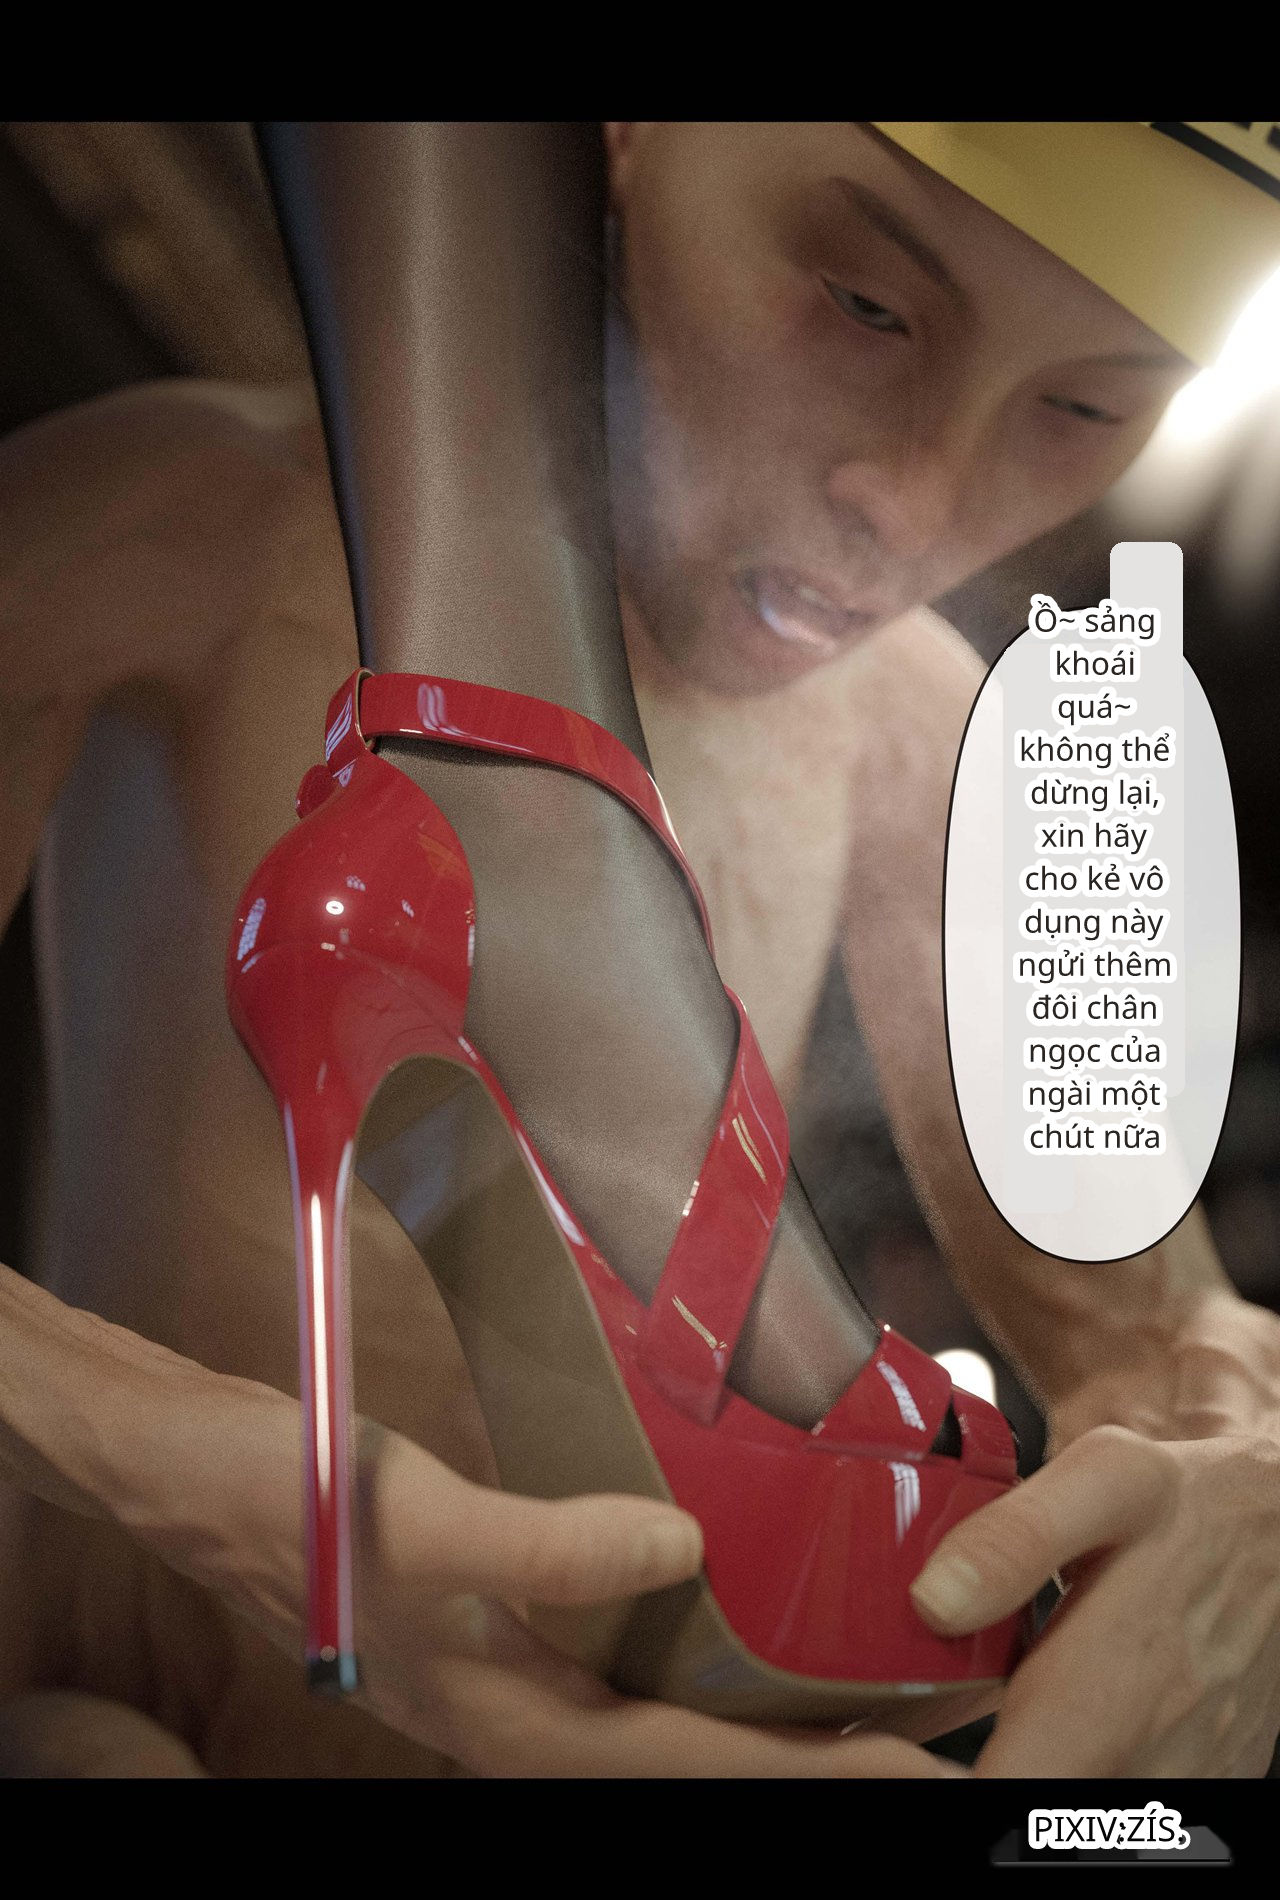 Ồ~ sảng
khoái
quá~
không thể
dừng lại,
xin hãy
cho kẻ vô
dụng này
ngửi thêm
đôi chân
ngọc của
ngài một
chút nữa
PIXIV:ZÍS.